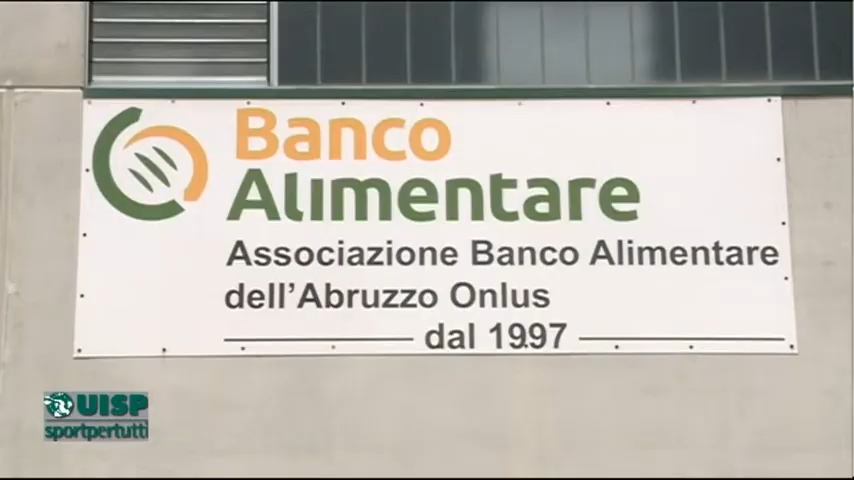 Banco
Alimentare
Associazione Banco Alimentare
dell'Abruzzo Onlus
dal 1997
UISP
sportpertutti